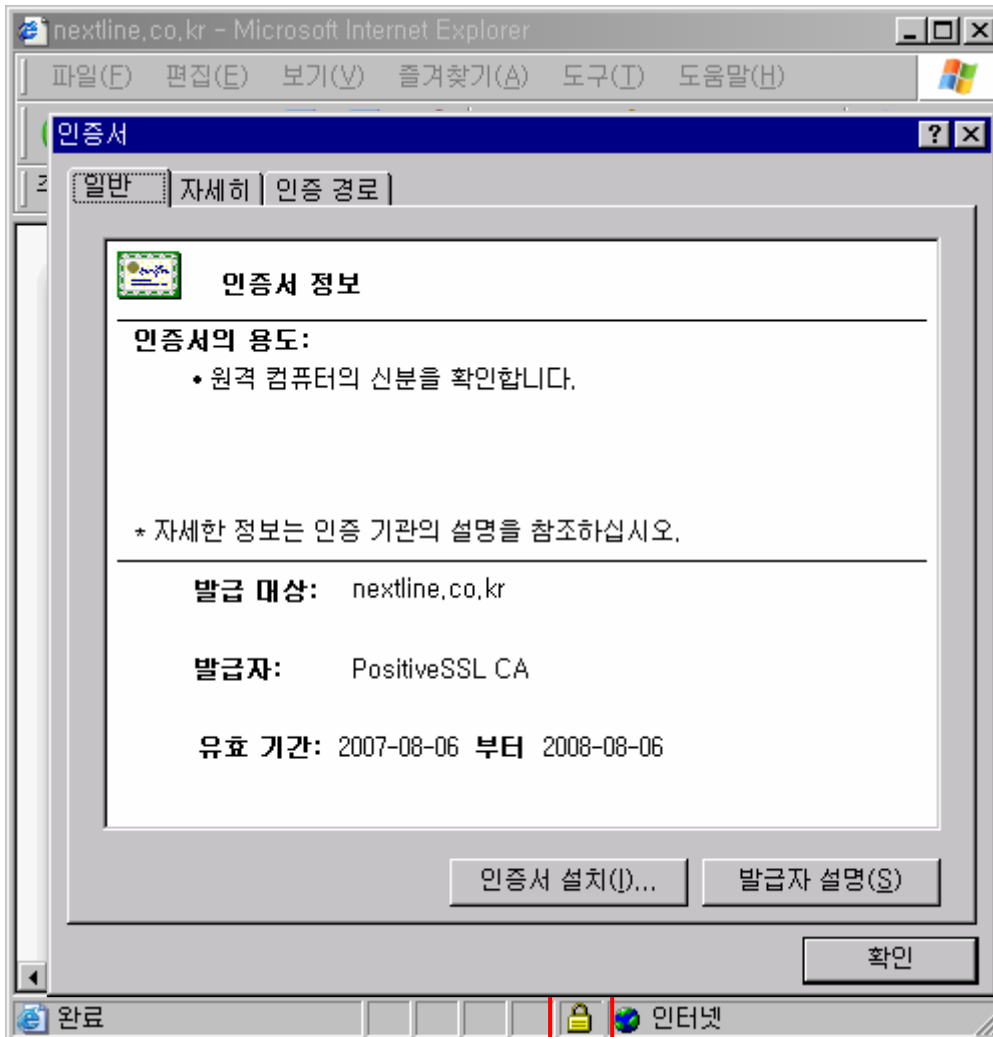 nextline.co.kr - Microsoft Internet Explorer
파일(F) 편집(E) 보기(V) 즐겨찾기(A) 도구(T) 도움말(H)
인증서
일반 자세히 인증 경로
인증서 정보
인증서의 용도:
• 원격 컴퓨터의 신분을 확인합니다.
* 자세한 정보는 인증 기관의 설명을 참조하십시오.
발급 대상: nextline.co.kr
발급자: PositiveSSL CA
유효 기간: 2007-08-06 부터 2008-08-06
인증서 설치(I)... 발급자 설명(S)
확인
완료 인터넷